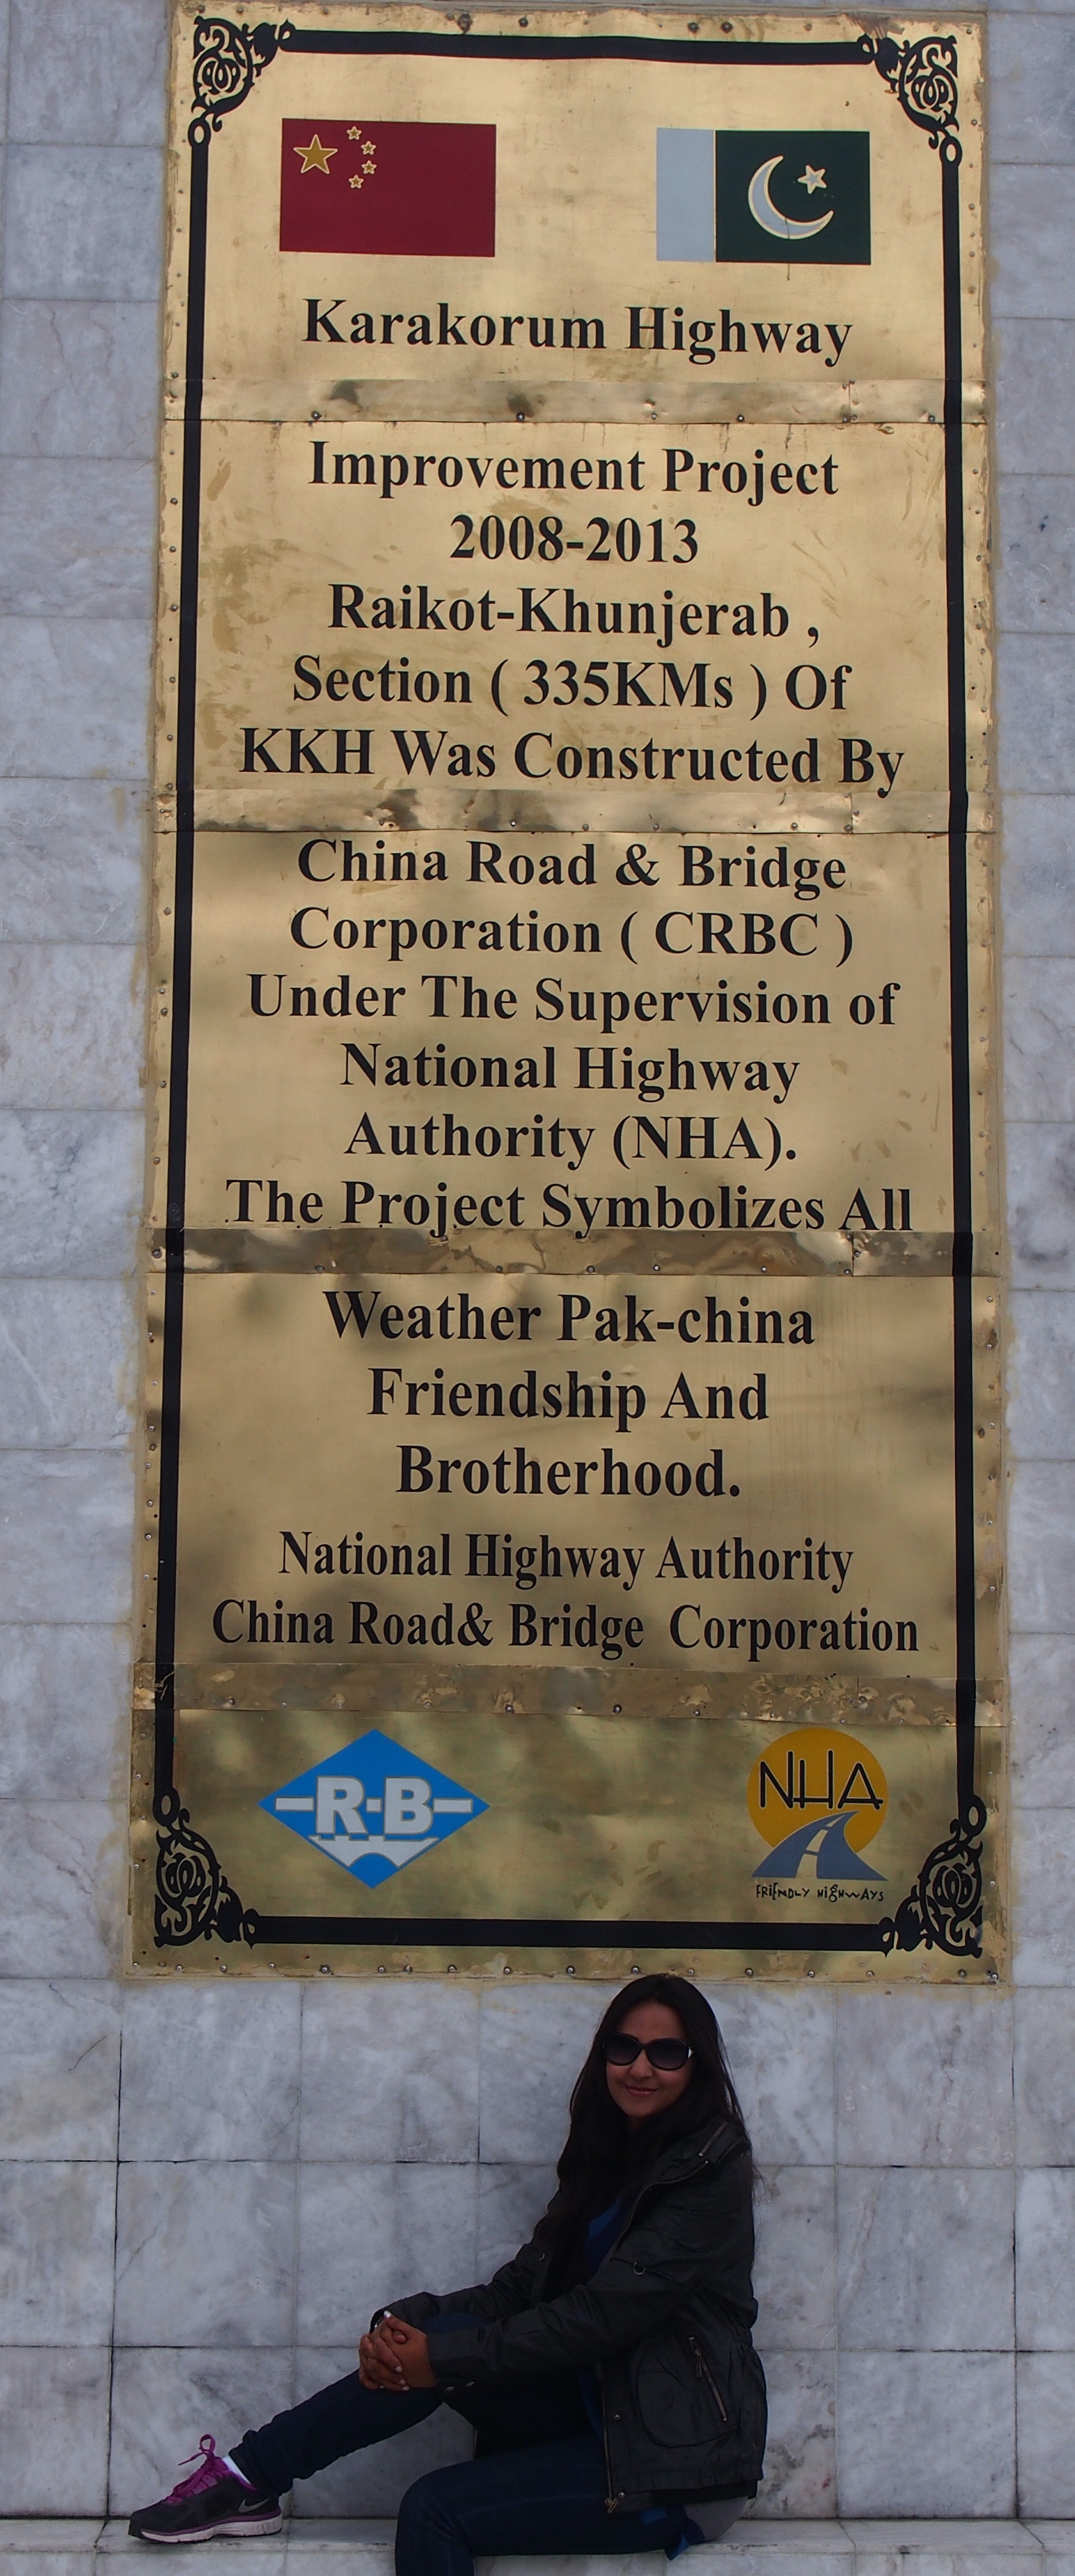 Karakorum Highway
Improvement Project
2008-2013
Raikot-Khunjerab ,
Section ( 335KMs ) Of
KKH Was Constructed By
China Road & Bridge
Corporation ( CRBC )
Under The Supervision of
National Highway
Authority (NHA).
The Project Symbolizes All
Weather Pak-china
Friendship And
Brotherhood.
National Highway Authority
China Road& Bridge Corporation
R-B
NHA
FRIENDLY HIGHWAYS